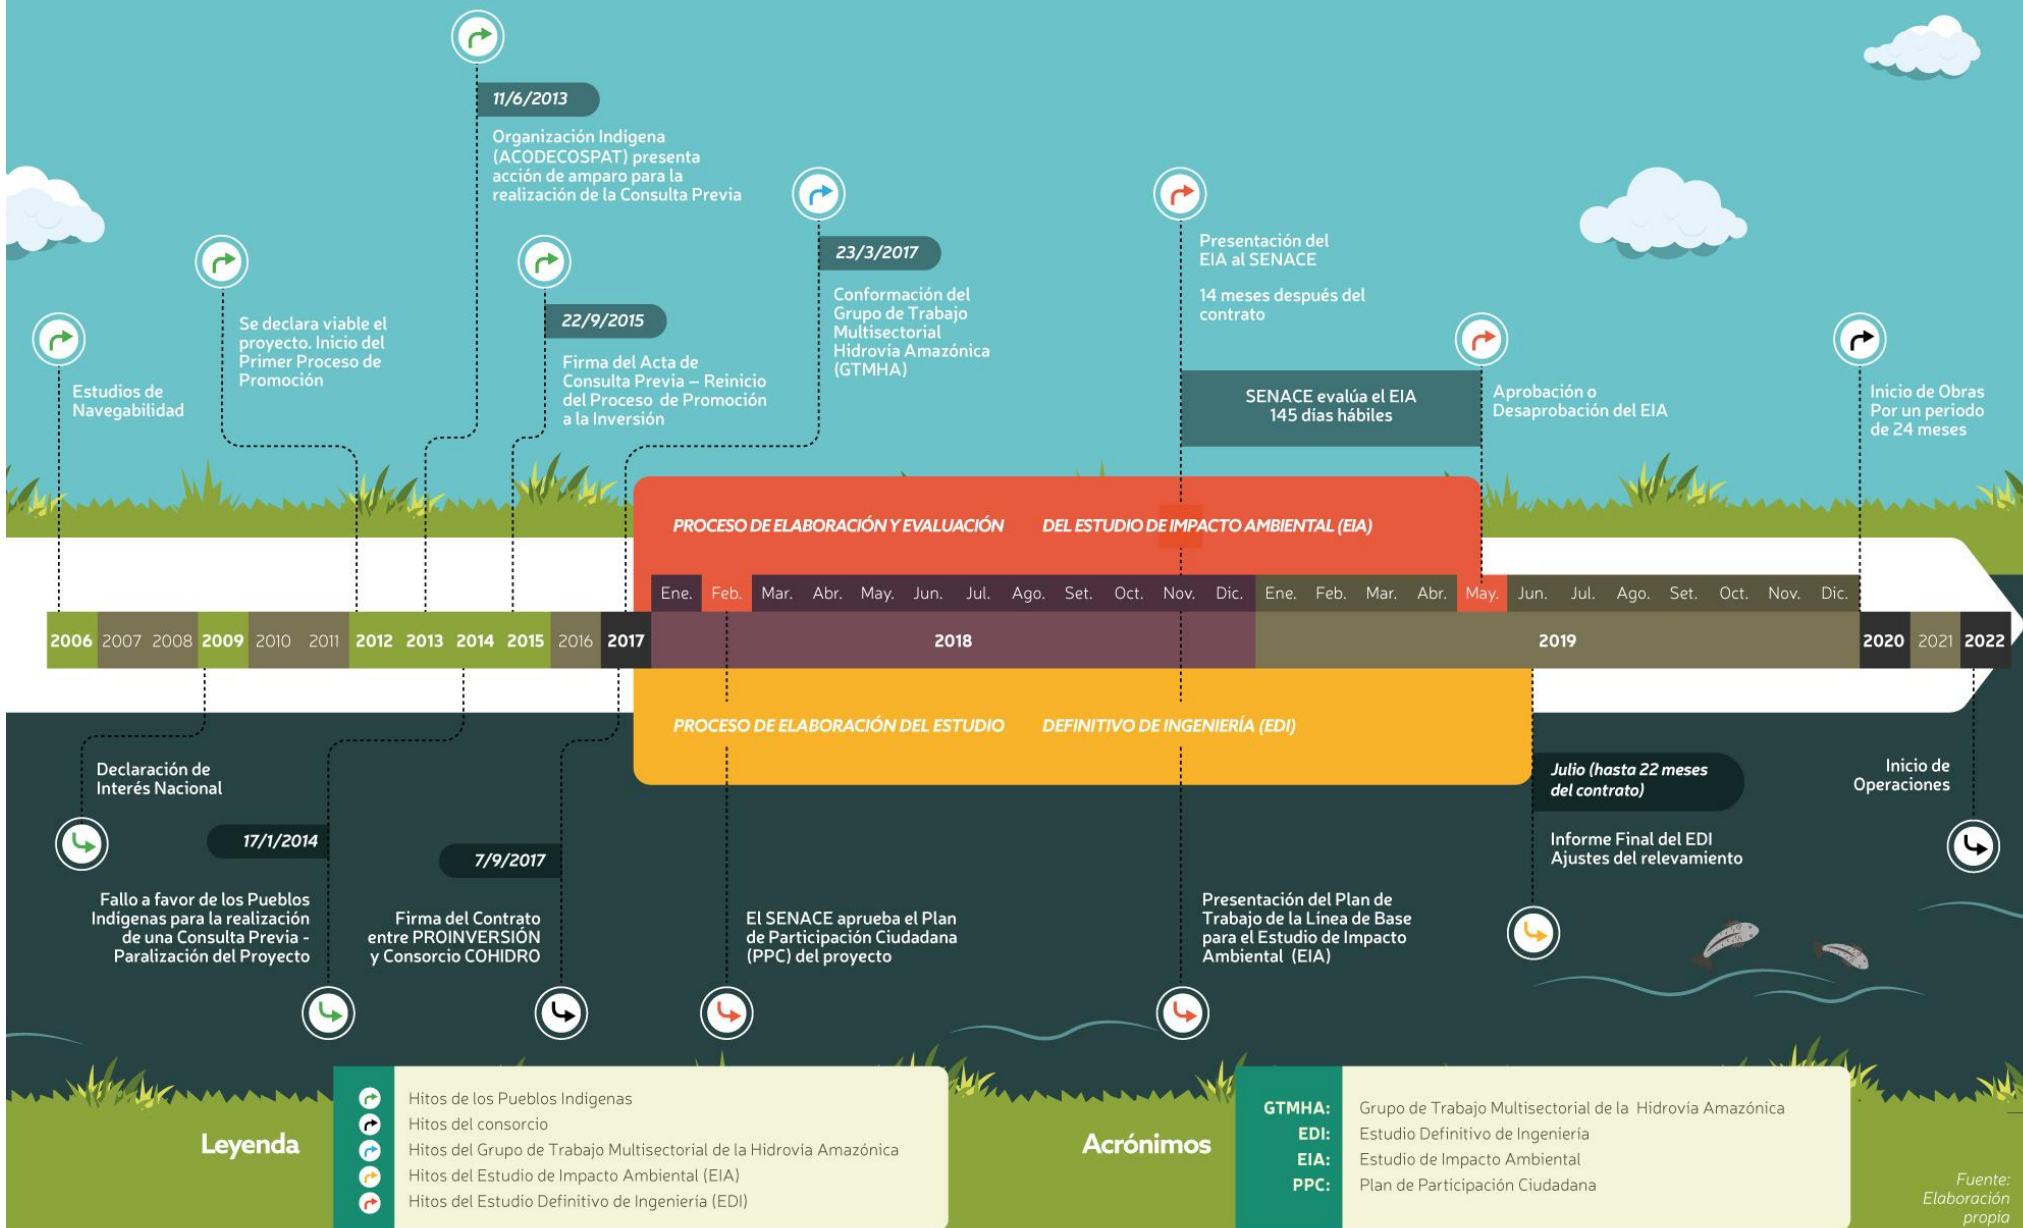 11/6/2013
Organización Indígena
(ACODECOSPAT) presenta
acción de amparo para la
realización de la Consulta Previa
23/3/2017
Conformación del
Grupo de Trabajo
Multisectorial
Hidrovía Amazónica
(GTMHA)
Presentación del
EIA al SENACE
14 meses después del
contrato
Se declara viable el
proyecto. Inicio del
Primer Proceso de
Promoción
22/9/2015
Firma del Acta de
Consulta Previa – Reinicio
del Proceso de Promoción
a la Inversión
Estudios de
Navegabilidad
SENACE evalúa el EIA
145 días hábiles
Aprobación o
Desaprobación del EIA
Inicio de Obras
Por un periodo
de 24 meses
PROCESO DE ELABORACIÓN Y EVALUACIÓN DEL ESTUDIO DE IMPACTO AMBIENTAL (EIA)
Ene. Feb. Mar. Abr. May. Jun. Jul. Ago. Set. Oct. Nov. Dic. Ene. Feb. Mar. Abr. May. Jun. Jul. Ago. Set. Oct. Nov. Dic.
2006 2007 2008 2009 2010 2011 2012 2013 2014 2015 2016 2017 2018 2019 2020 2021 2022
PROCESO DE ELABORACIÓN DEL ESTUDIO DEFINITIVO DE INGENIERÍA (EDI)
Declaración de
Interés Nacional
17/1/2014
Fallo a favor de los Pueblos
Indígenas para la realización
de una Consulta Previa -
Paralización del Proyecto
7/9/2017
Firma del Contrato
entre PROINVERSIÓN
y Consorcio COHIDRO
El SENACE aprueba el Plan
de Participación Ciudadana
(PPC) del proyecto
Presentación del Plan de
Trabajo de la Línea de Base
para el Estudio de Impacto
Ambiental (EIA)
Julio (hasta 22 meses
del contrato)
Informe Final del EDI
Ajustes del relevamiento
Inicio de
Operaciones
Leyenda
Hitos de los Pueblos Indígenas
Hitos del consorcio
Hitos del Grupo de Trabajo Multisectorial de la Hidrovía Amazónica
Hitos del Estudio de Impacto Ambiental (EIA)
Hitos del Estudio Definitivo de Ingeniería (EDI)
Acrónimos
GTMHA: Grupo de Trabajo Multisectorial de la Hidrovía Amazónica
EDI: Estudio Definitivo de Ingeniería
EIA: Estudio de Impacto Ambiental
PPC: Plan de Participación Ciudadana
Fuente:
Elaboración
propia